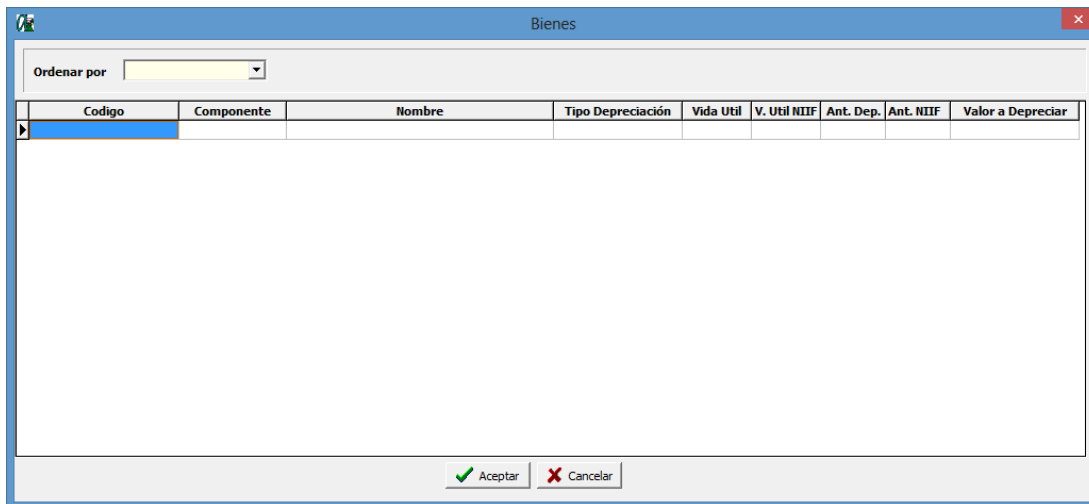 Bienes
Ordenar por
Codigo Componente Nombre Tipo Depreciación Vida Util V. Util NIIF Ant. Dep. Ant. NIIF Valor a Depreciar
Aceptar Cancelar